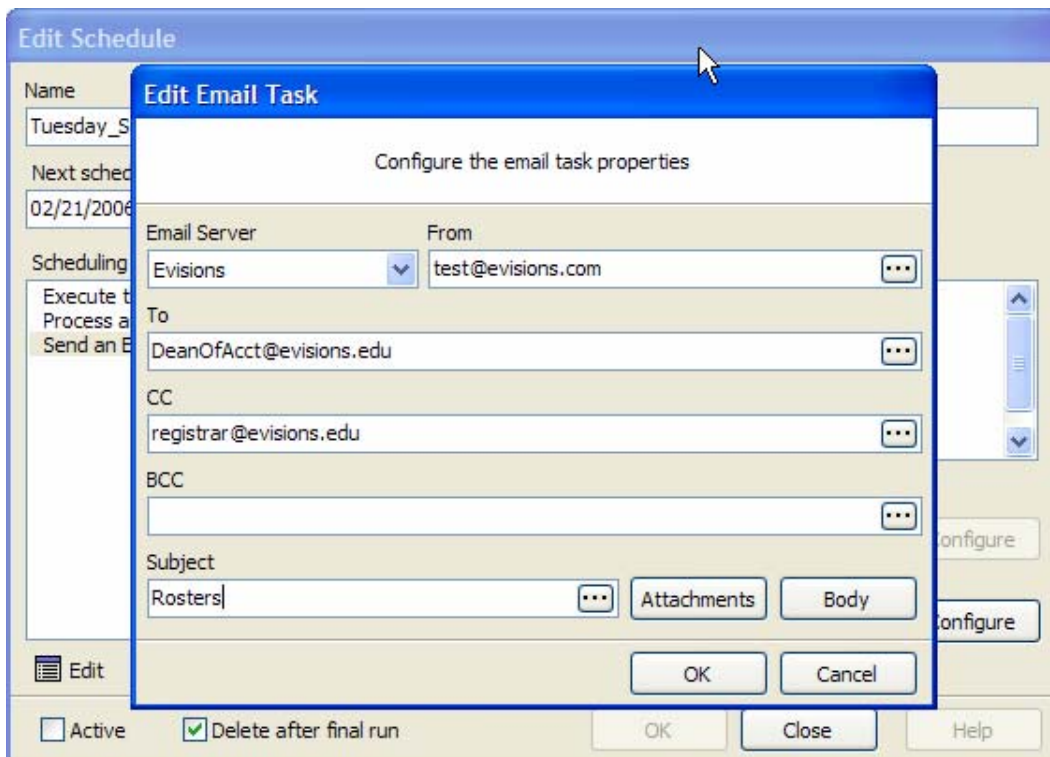 Edit Schedule
Name
Tuesday_S
Next sched
02/21/2006
Scheduling
Execute t
Process a
Send an E
Edit Email Task
Configure the email task properties
Email Server From
Evisions test@evisions.com
To
DeanOfAcct@evisions.edu
CC
registrar@evisions.edu
BCC
Subject
Rosters Attachments Body
OK Cancel
onfigure
onfigure
Edit
Active Delete after final run OK Close Help